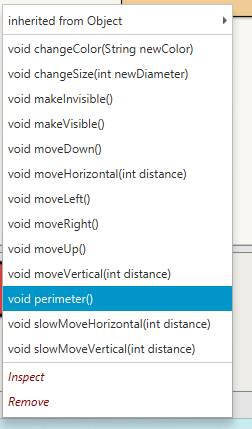 inherited from Object
void changeColor(String newColor)
void changeSize(int newDiameter)
void makeInvisible()
void makeVisible()
void moveDown()
void moveHorizontal(int distance)
void moveLeft()
void moveRight()
void moveUp()
void moveVertical(int distance)
void perimeter()
void slowMoveHorizontal(int distance)
void slowMoveVertical(int distance)
Inspect
Remove